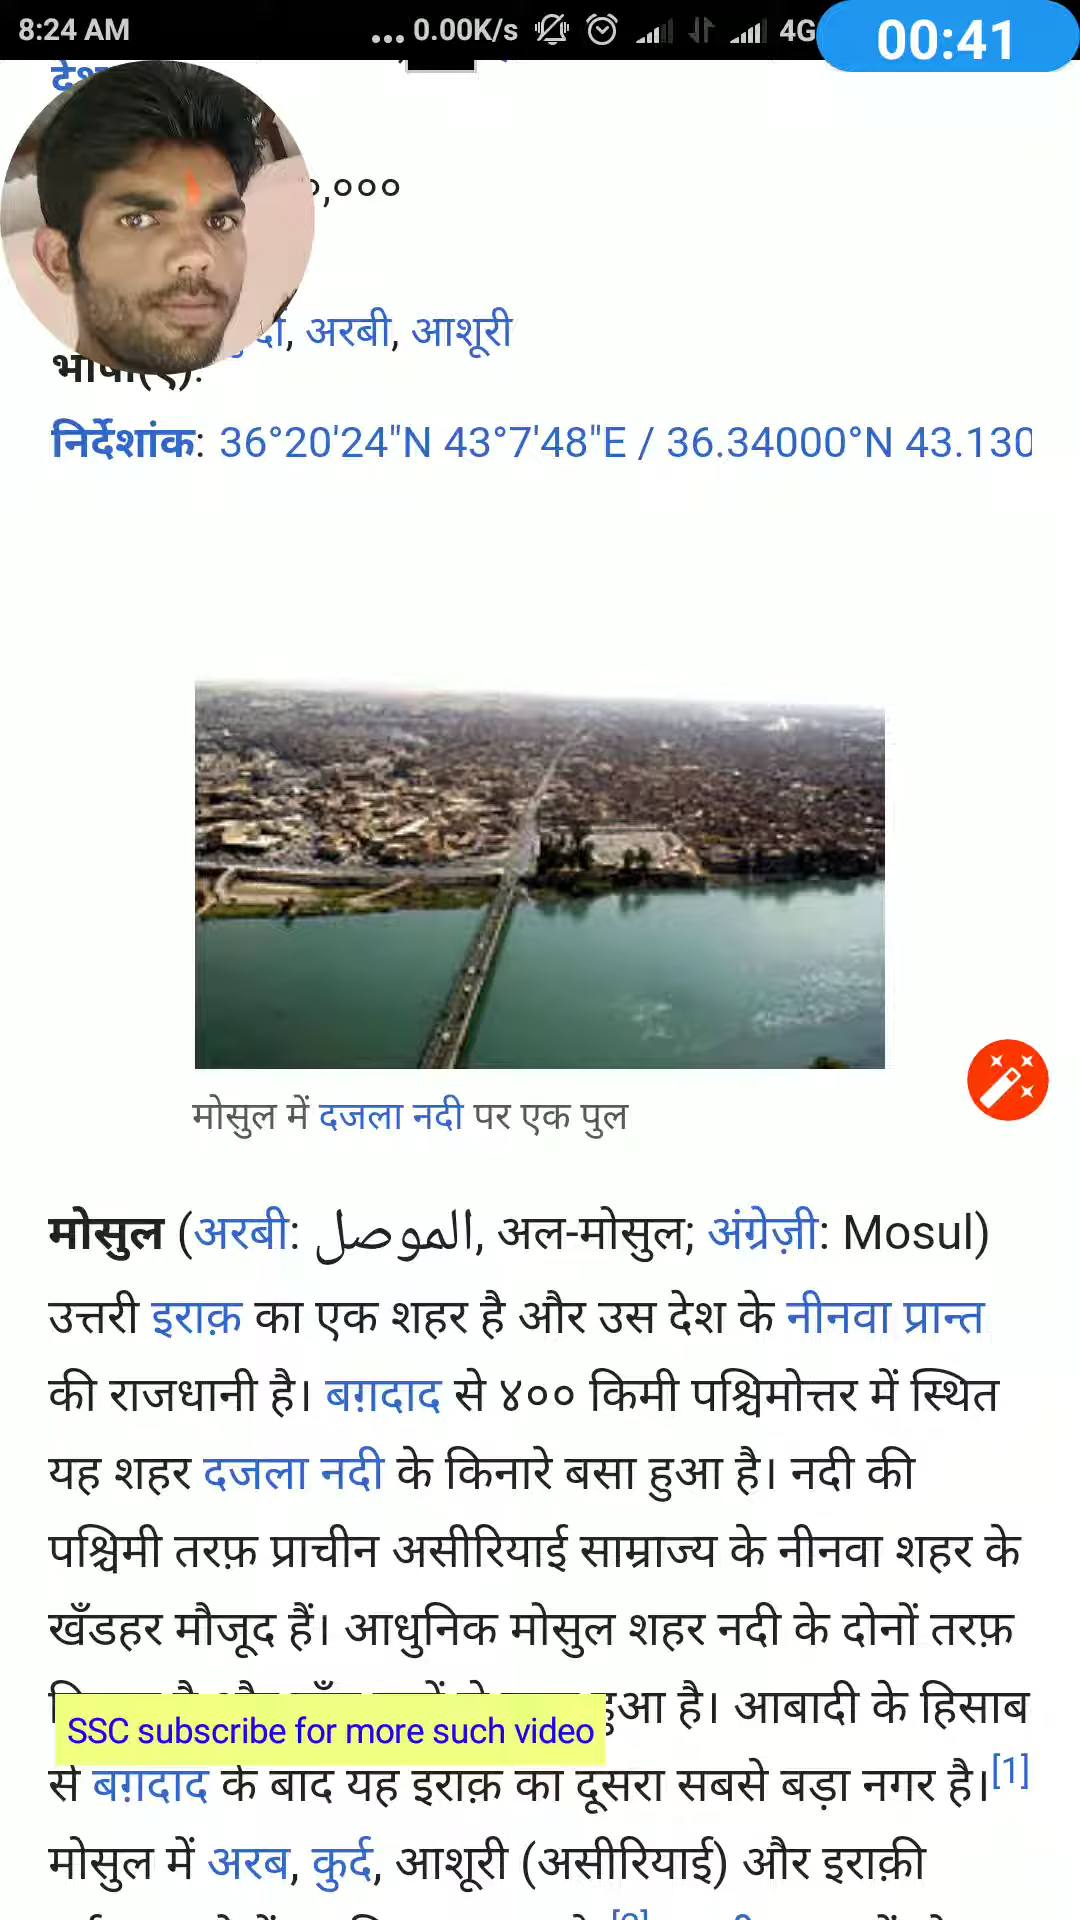 8:24 AM ... 0.00K/s 4G 00:41
०,०००
अरबी, आशूरी
भाषा(एँ):
निर्देशांक: 36°20'24"N 43°7'48"E / 36.34000°N 43.130
मोसुल में दजला नदी पर एक पुल
मोसुल (अरबी: الموصل, अल-मोसुल; अंग्रेज़ी: Mosul)
उत्तरी इराक़ का एक शहर है और उस देश के नीनवा प्रान्त
की राजधानी है। बग़दाद से ४०० किमी पश्चिमोत्तर में स्थित
यह शहर दजला नदी के किनारे बसा हुआ है। नदी की
पश्चिमी तरफ़ प्राचीन असीरियाई साम्राज्य के नीनवा शहर के
खँडहर मौजूद हैं। आधुनिक मोसुल शहर नदी के दोनों तरफ़
हुआ है। आबादी के हिसाब
SSC subscribe for more such video
से बग़दाद के बाद यह इराक़ का दूसरा सबसे बड़ा नगर है।[1]
मोसुल में अरब, कुर्द, आशूरी (असीरियाई) और इराक़ी